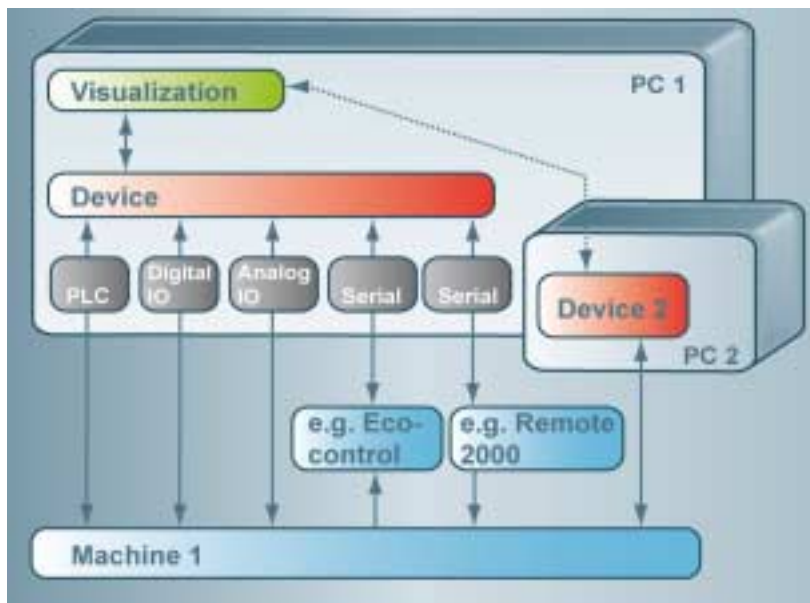 PC 1
Visualization
Device
PLC
Digital
IO
Analog
IO
Serial
Serial
Device 2
PC 2
e.g. Eco-
control
e.g. Remote
2000
Machine 1